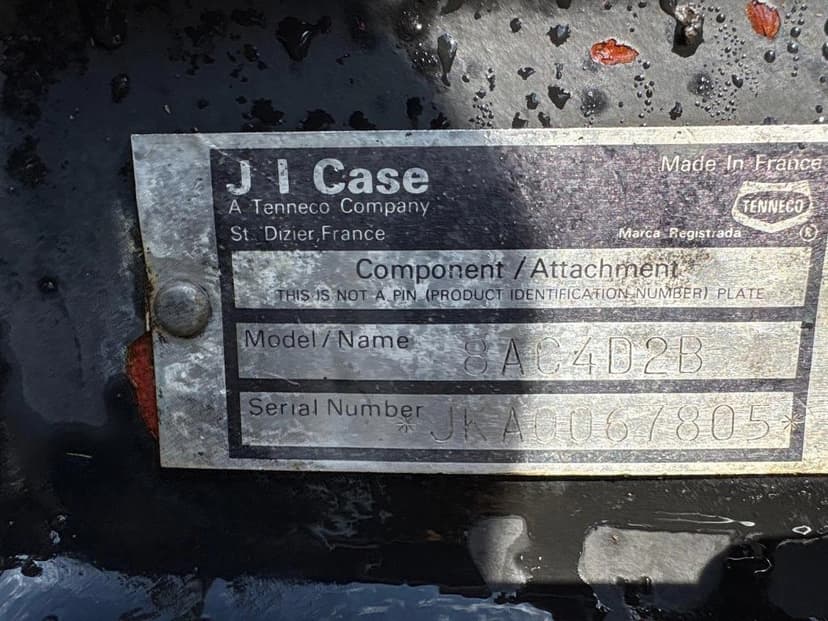 J I Case
A Tenneco Company
St. Dizier, France
Made In France
TENNECO
Marca Registrada ®
Component / Attachment
THIS IS NOT A PIN (PRODUCT IDENTIFICATION NUMBER) PLATE
Model / Name 8AC4D2B
Serial Number *JKA0067805*